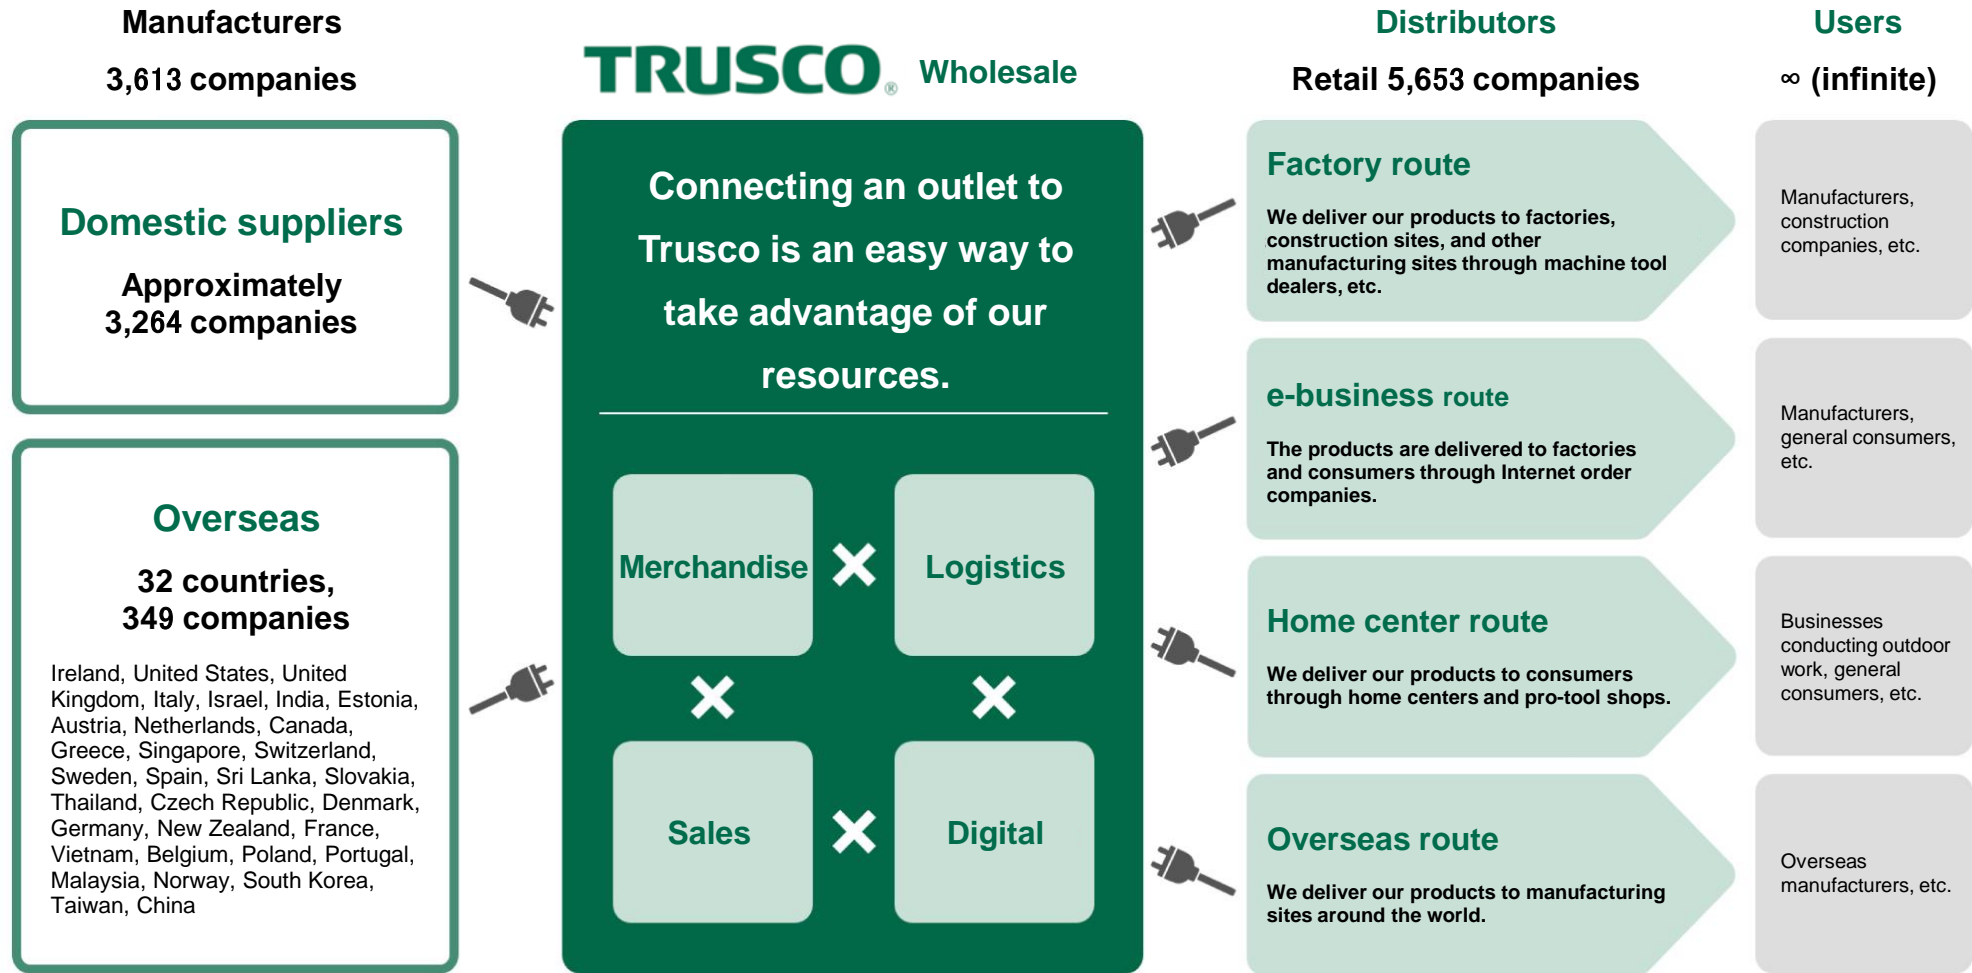 Manufacturers
3,613 companies
Domestic suppliers
Approximately
3,264 companies
Overseas
32 countries,
349 companies
Ireland, United States, United
Kingdom, Italy, Israel, India, Estonia,
Austria, Netherlands, Canada,
Greece, Singapore, Switzerland,
Sweden, Spain, Sri Lanka, Slovakia,
Thailand, Czech Republic, Denmark,
Germany, New Zealand, France,
Vietnam, Belgium, Poland, Portugal,
Malaysia, Norway, South Korea,
Taiwan, China
TRUSCO® Wholesale
Connecting an outlet to
Trusco is an easy way to
take advantage of our
resources.
Merchandise
Logistics
Sales
Digital
Distributors
Retail 5,653 companies
Factory route
We deliver our products to factories,
construction sites, and other
manufacturing sites through machine tool
dealers, etc.
e-business route
The products are delivered to factories
and consumers through Internet order
companies.
Home center route
We deliver our products to consumers
through home centers and pro-tool shops.
Overseas route
We deliver our products to manufacturing
sites around the world.
Users
∞ (infinite)
Manufacturers,
construction
companies, etc.
Manufacturers,
general consumers,
etc.
Businesses
conducting outdoor
work, general
consumers, etc.
Overseas
manufacturers, etc.